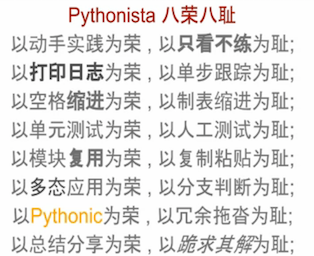 Pythonista 八荣八耻
以动手实践为荣 , 以只看不练为耻;
以打印日志为荣 , 以单步跟踪为耻;
以空格缩进为荣 , 以制表缩进为耻;
以单元测试为荣 , 以人工测试为耻;
以模块复用为荣 , 以复制粘贴为耻;
以多态应用为荣 , 以分支判断为耻;
以Pythonic为荣 , 以冗余拖沓为耻;
以总结分享为荣 , 以跪求其解为耻;